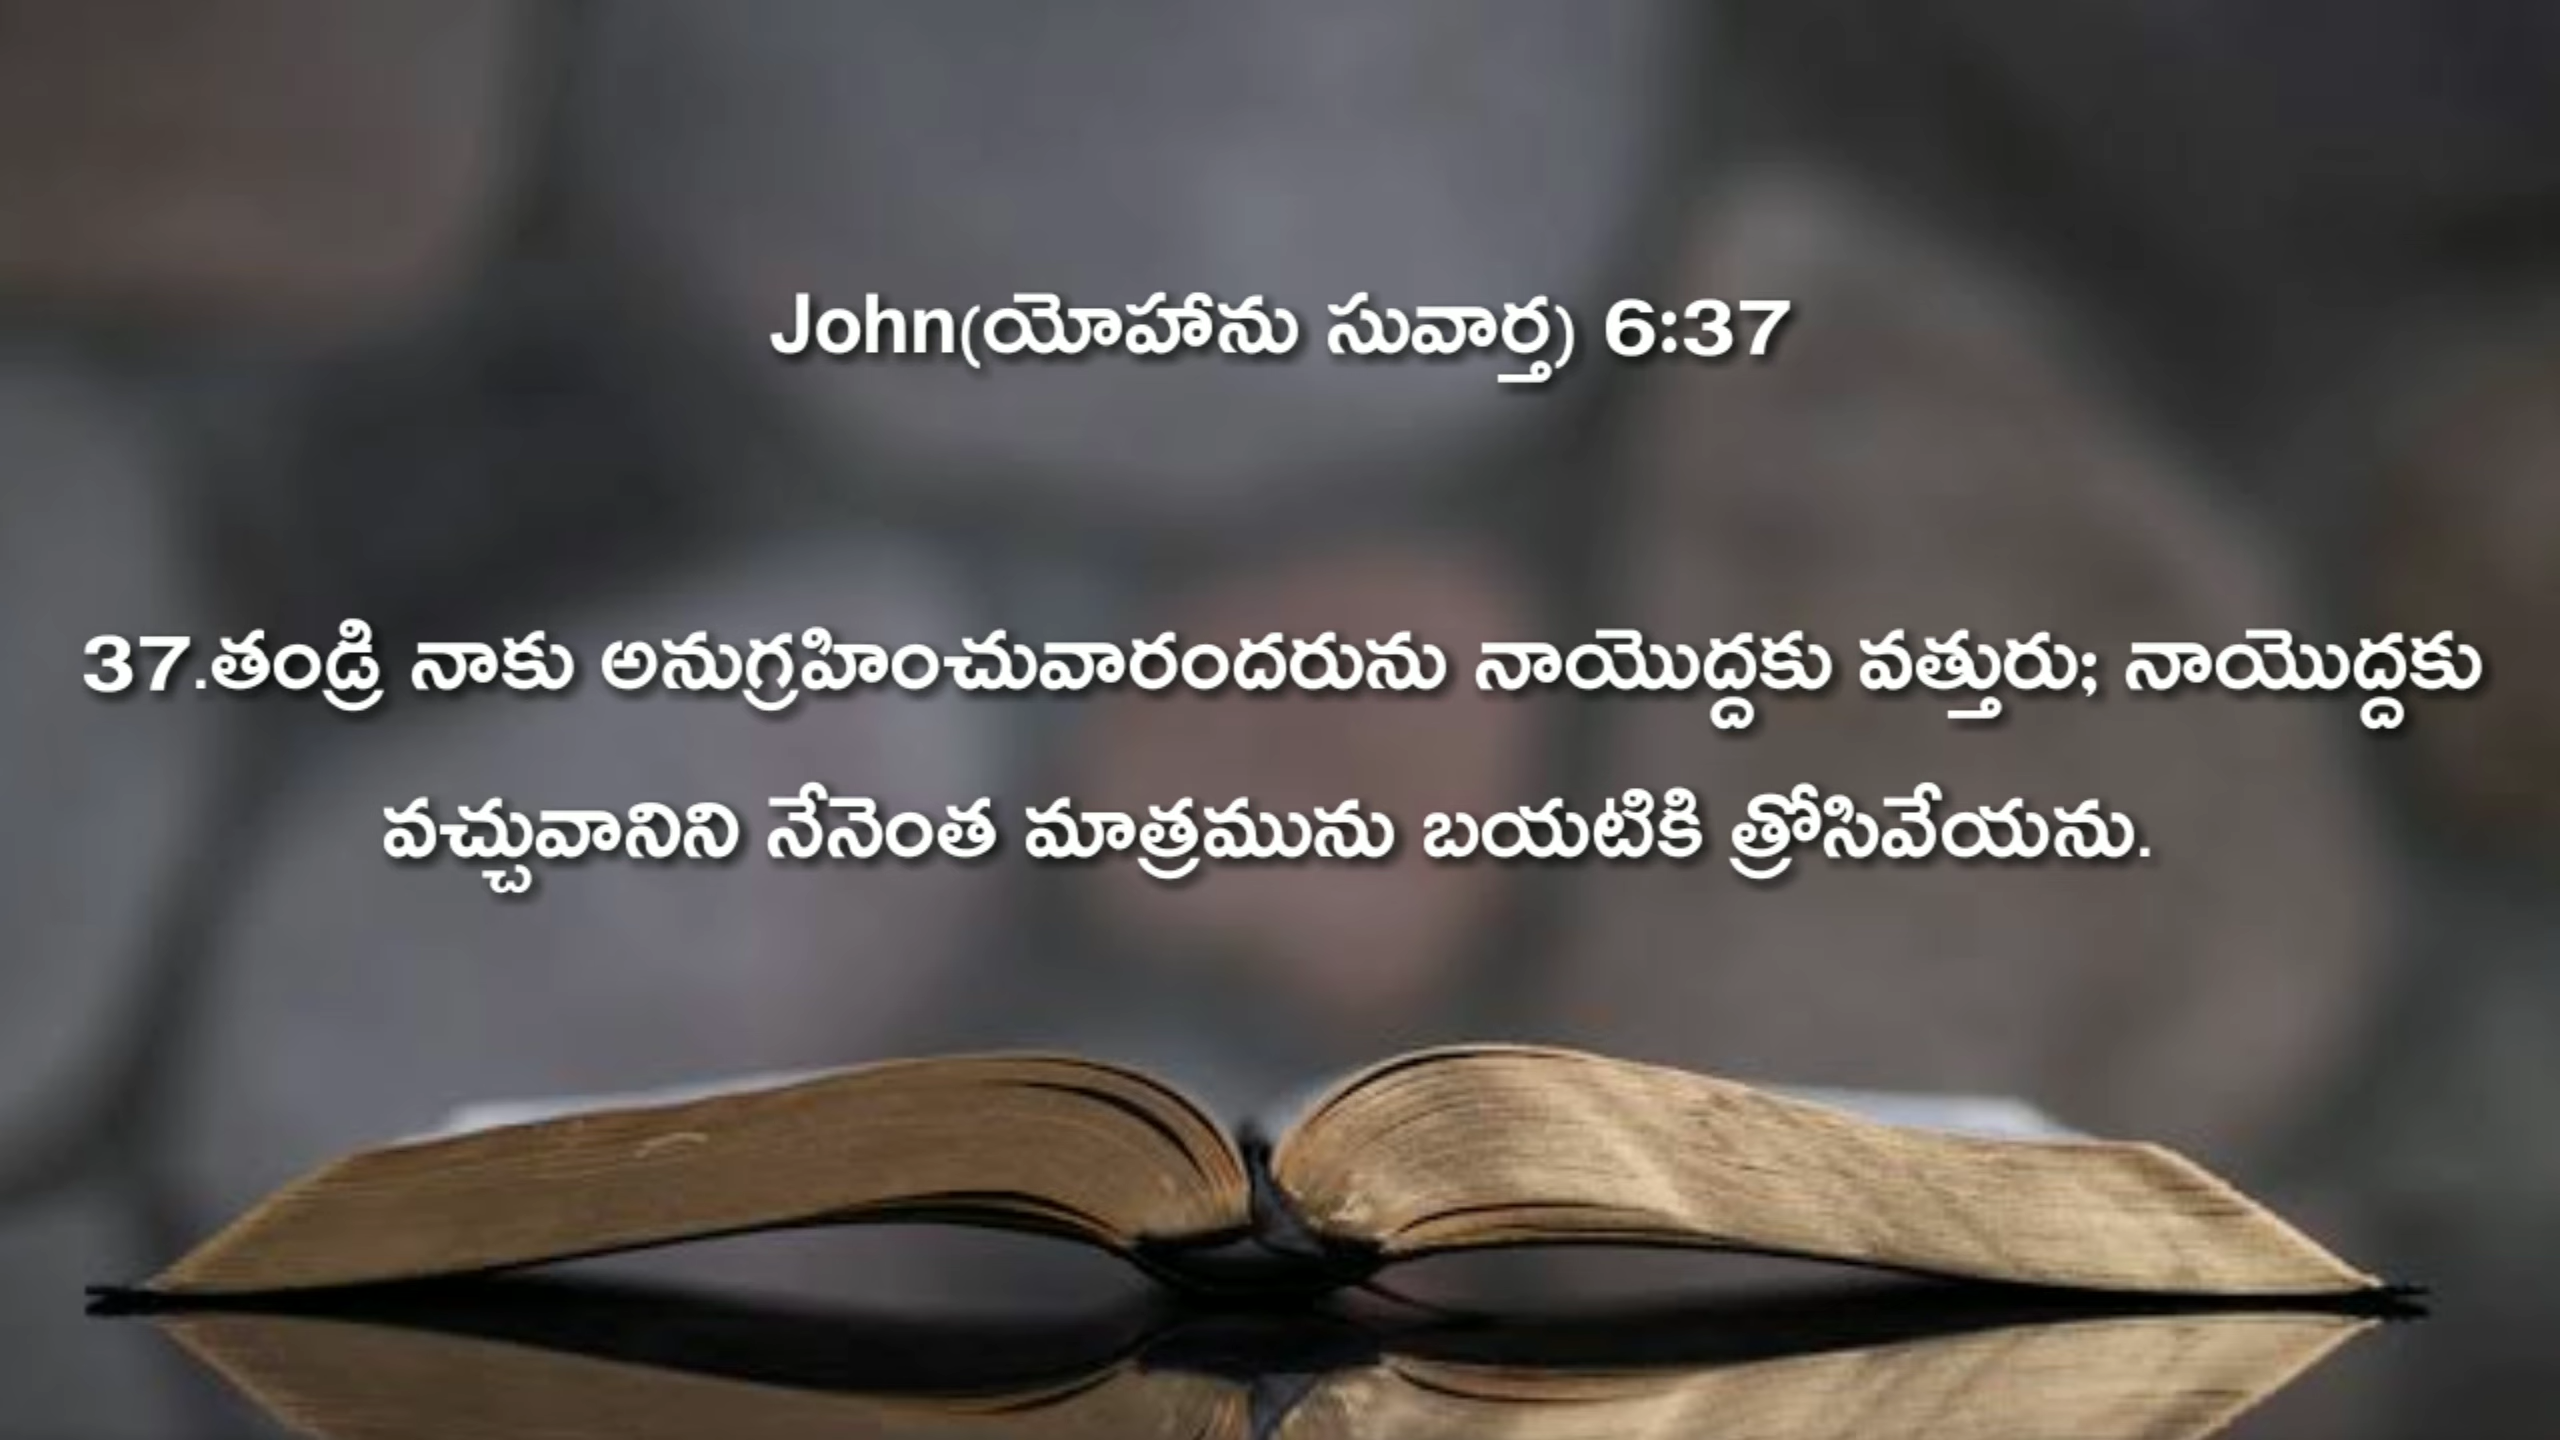 John(యోహాను సువార్త) 6:37
37.తండ్రి నాకు అనుగ్రహించువారందరును నాయొద్దకు వత్తురు; నాయొద్దకు
వచ్చువానిని నేనెంత మాత్రమును బయటికి త్రోసివేయను.